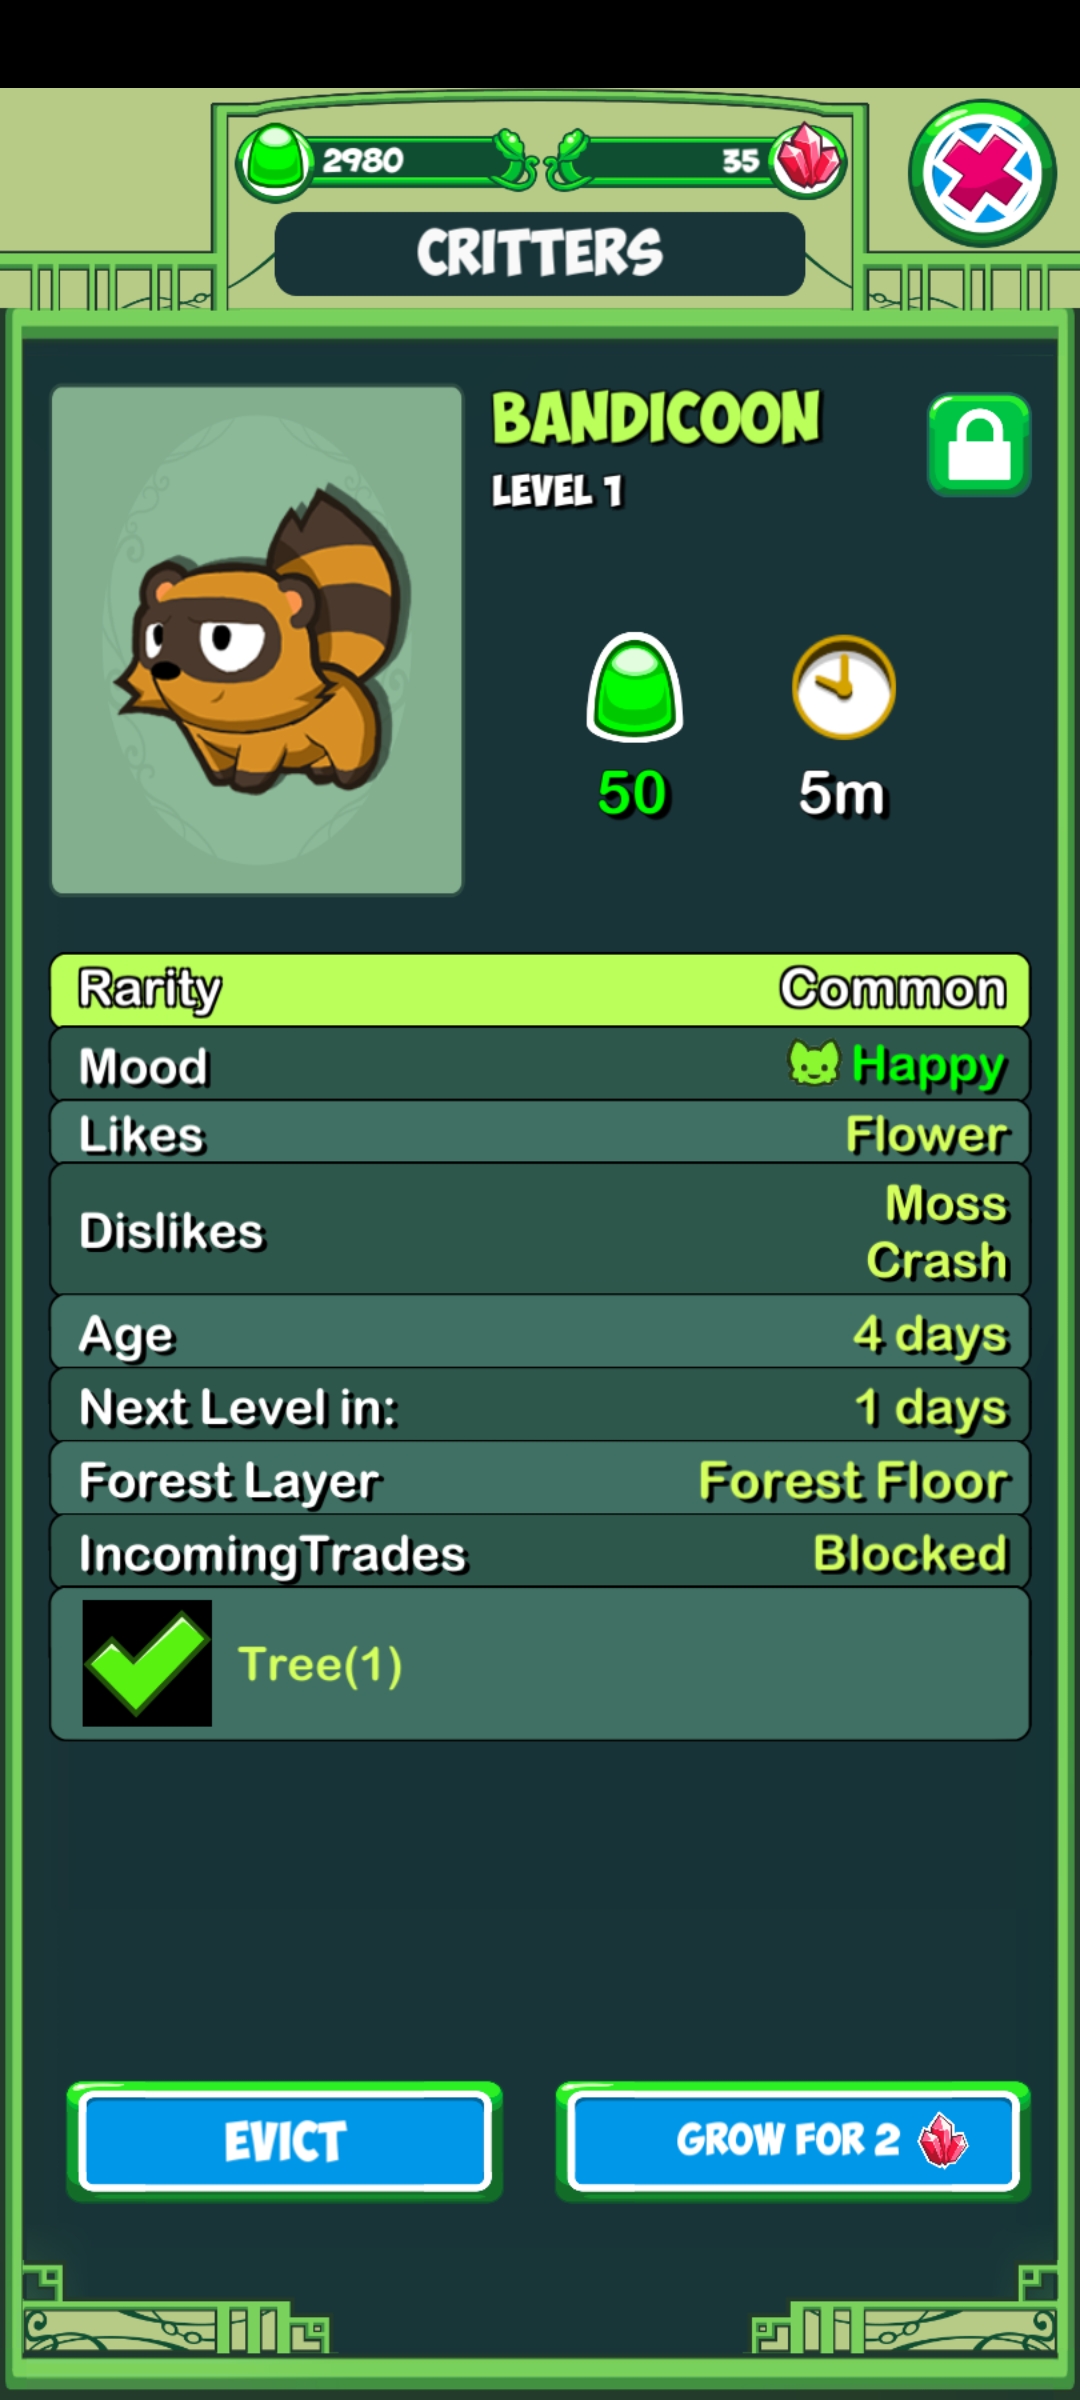 2980
35
CRITTERS
BANDICOON
LEVEL 1
50
5m
Rarity Common
Mood Happy
Likes Flower
Dislikes Moss
Crash
Age 4 days
Next Level in: 1 days
Forest Layer Forest Floor
IncomingTrades Blocked
Tree(1)
EVICT
GROW FOR 2